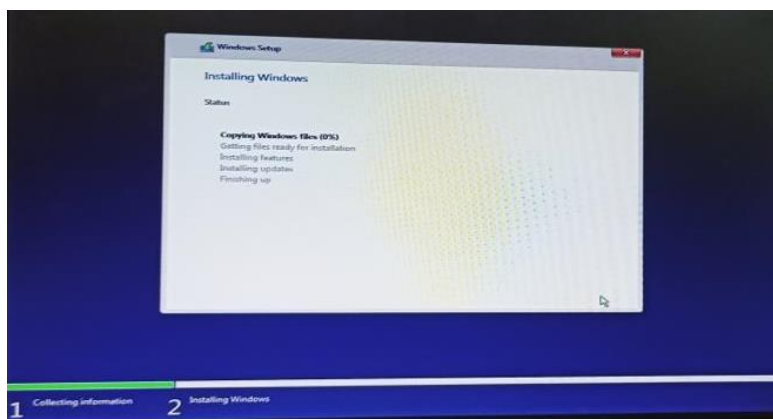 Windows Setup
Installing Windows
Status
Copying Windows files (0%)
Getting files ready for installation
Installing features
Installing updates
Finishing up
1 Collecting information
2 Installing Windows